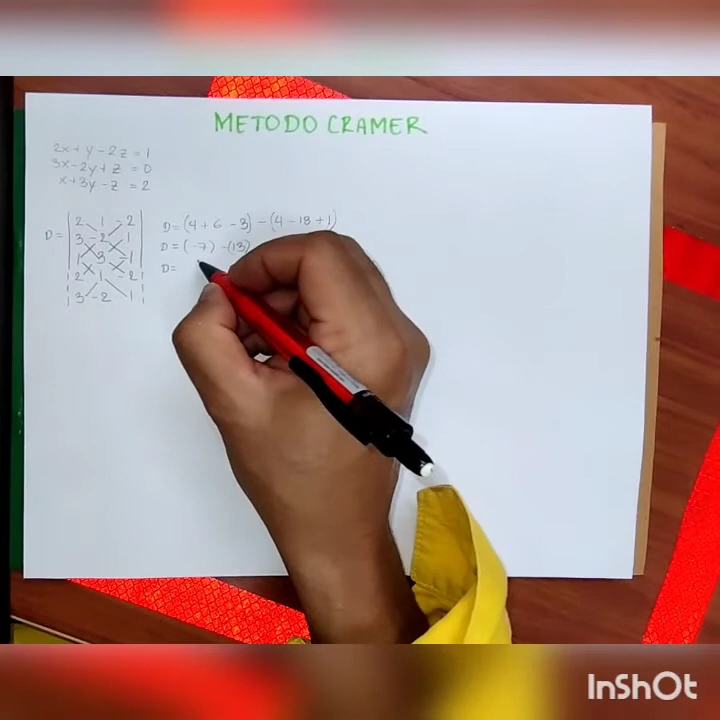 METODO CRAMER
2x+y-2z=1
3x-2y+z=0
x+3y-z=2
D= | 2 1 -2 | D=(4+6-3)-(4-18+1)
3 -2 1 D=(-7)-(13)
1 3 -1 D=
2 1 -2
3 -2 1
InShOt